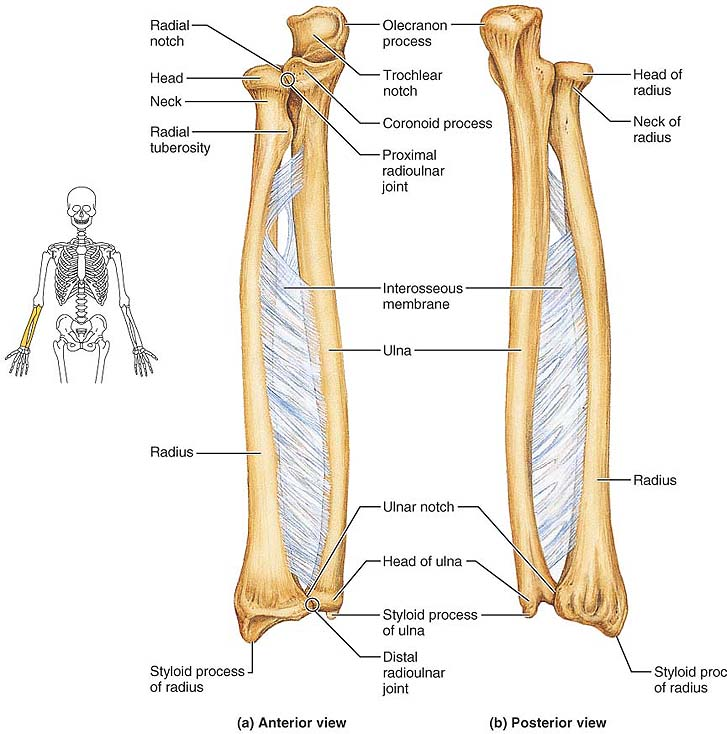 Radial
notch
Head
Neck
Radial
tuberosity
Olecranon
process
Trochlear
notch
Coronoid process
Proximal
radioulnar
joint
Head of
radius
Neck of
radius
Interosseous
membrane
Ulna
Radius
Radius
Ulnar notch
Head of ulna
Styloid process
of ulna
Distal
radioulnar
joint
Styloid process
of radius
Styloid proc
of radius
(a) Anterior view
(b) Posterior view